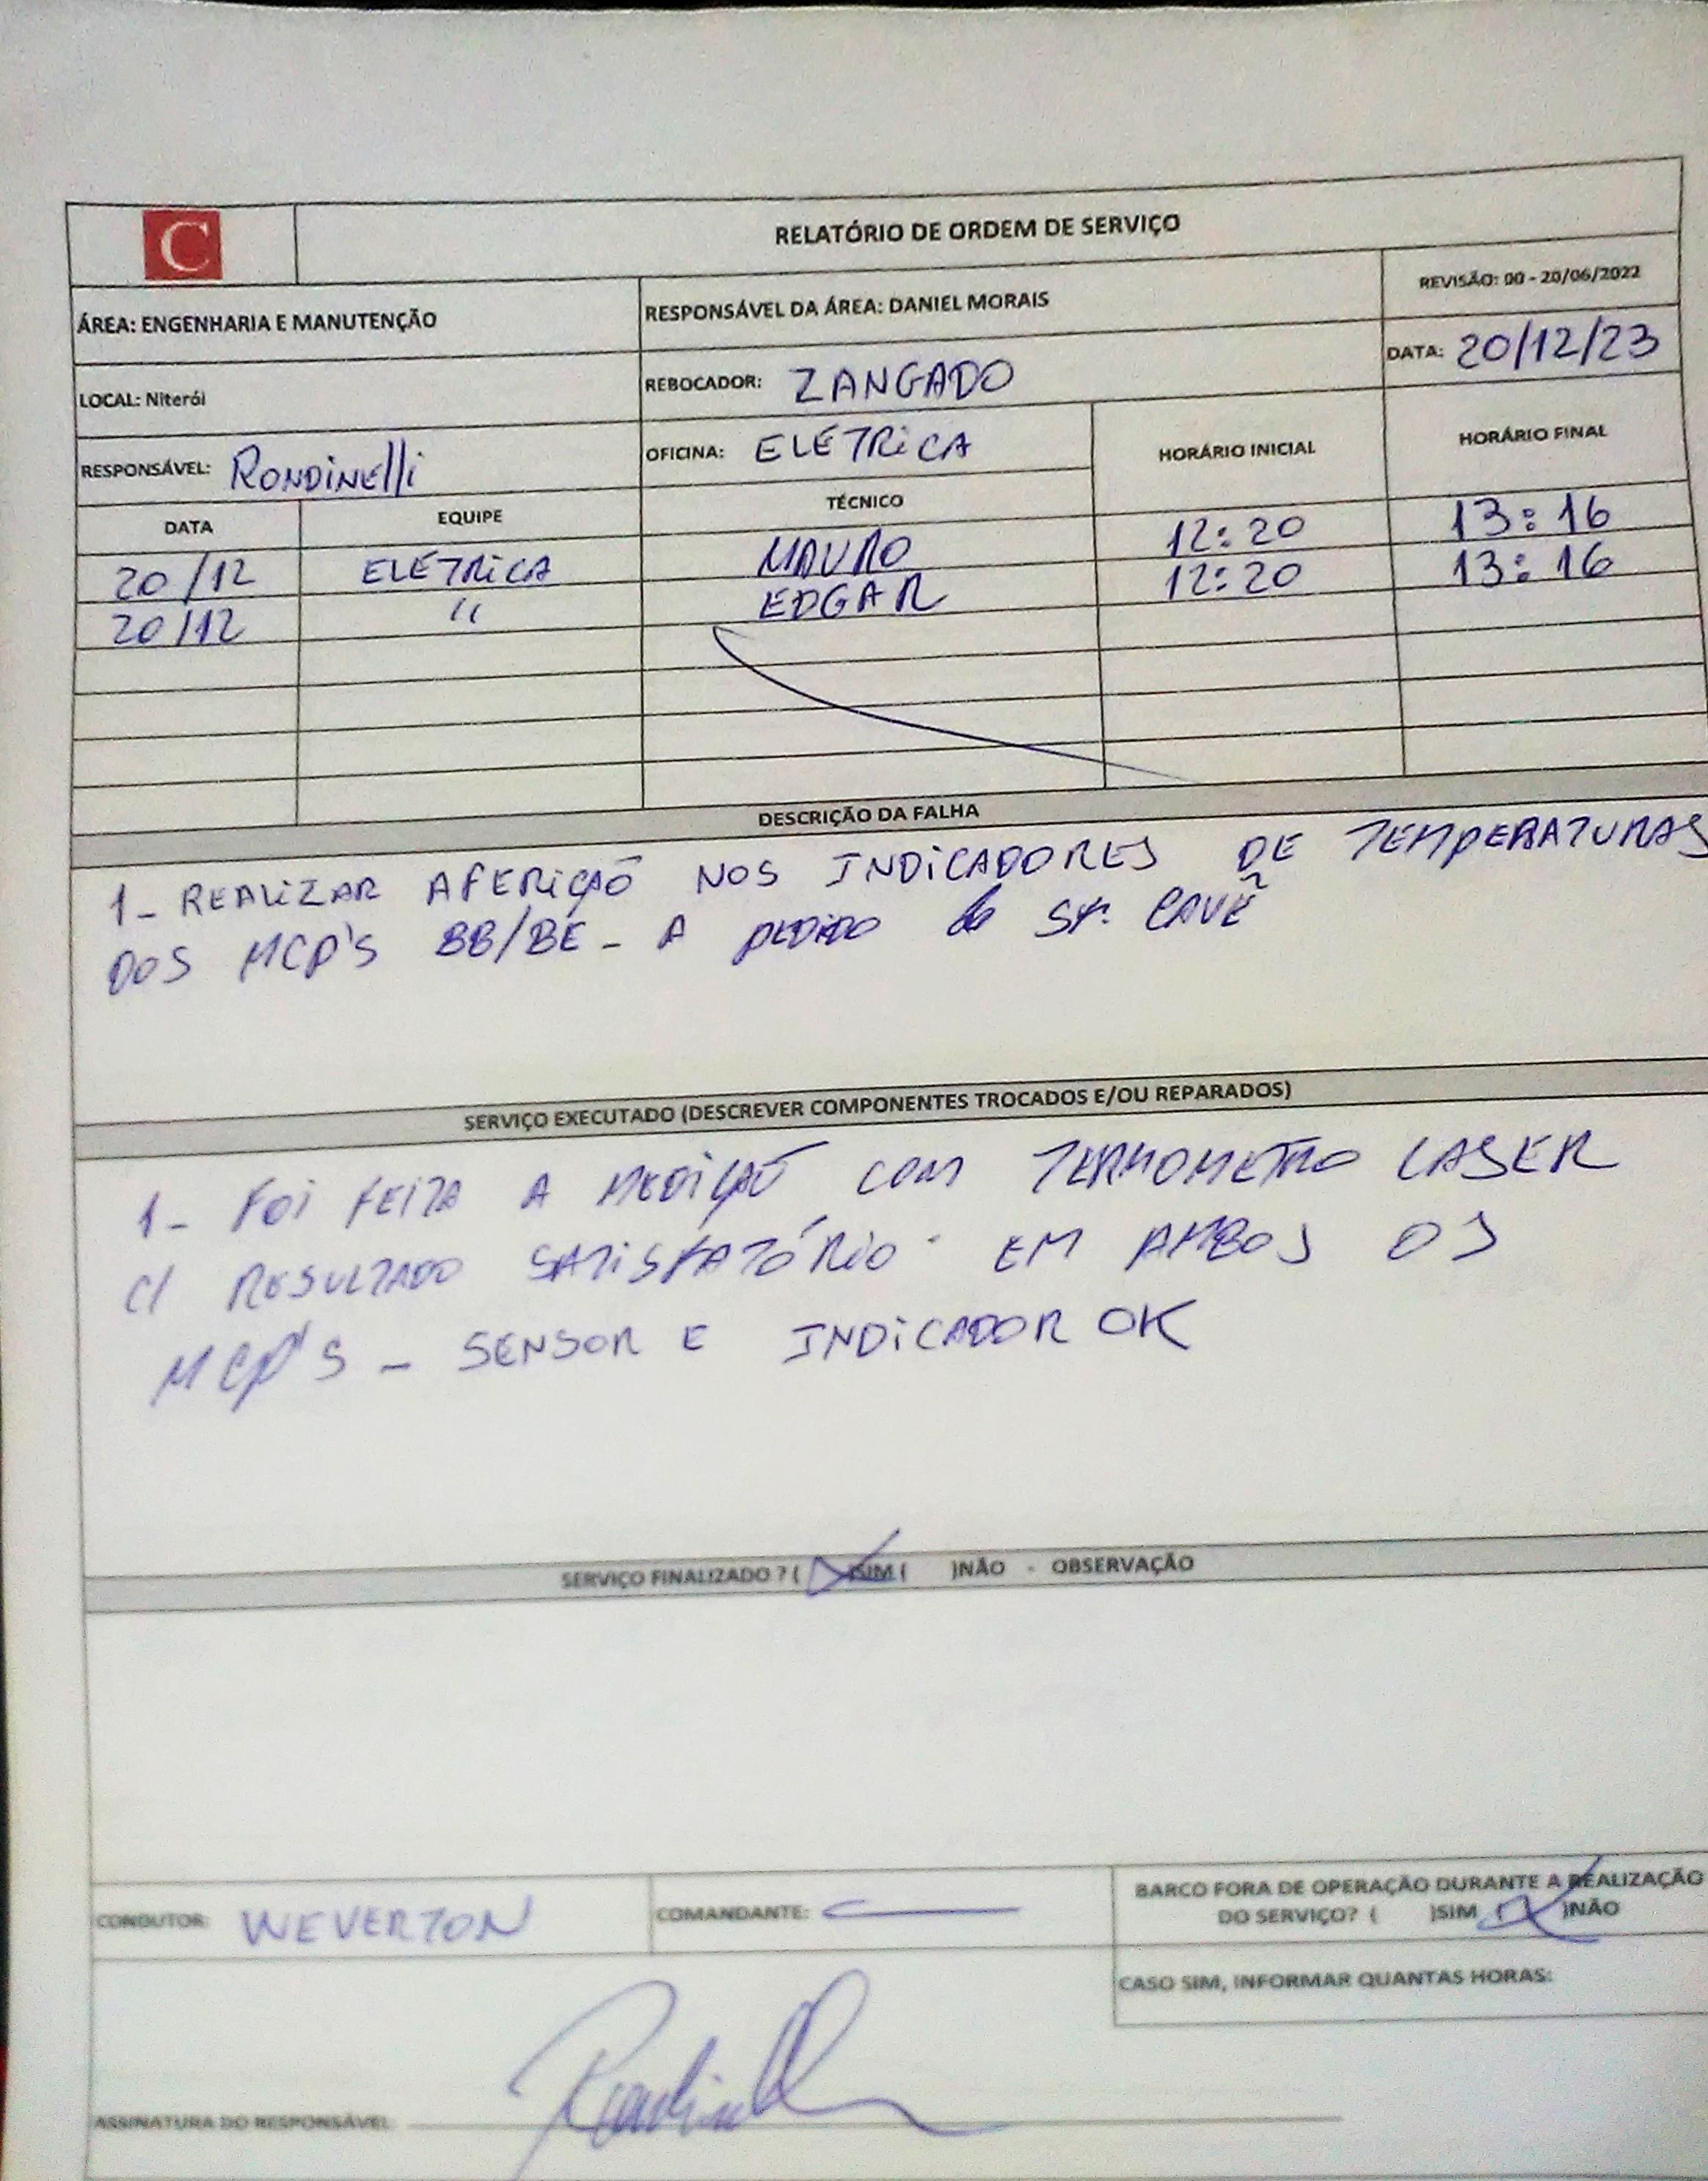 C
RELATÓRIO DE ORDEM DE SERVIÇO
ÁREA: ENGENHARIA E MANUTENÇÃO
RESPONSÁVEL DA ÁREA: DANIEL MORAIS
REVISÃO: 00 - 20/06/2022
LOCAL: Niterói
REBOCADOR: ZANGADO
DATA: 20/12/23
RESPONSÁVEL: RONDINElli
OFICINA: ELÉTRICA
HORÁRIO INICIAL
HORÁRIO FINAL
DATA
EQUIPE
TÉCNICO
20/12 ELÉTRICA MAURO 12:20 13:16
20/12 " EDGAR 12:20 13:16
DESCRIÇÃO DA FALHA
1- REALIZAR AFERIÇÃO NOS INDICADORES DE TEMPERATURAS
DOS MCP'S BB/BE - A PEDIDO do Sr. CAVÊ
SERVIÇO EXECUTADO (DESCREVER COMPONENTES TROCADOS E/OU REPARADOS)
1- FOI FEITA A MEDIÇÃO COM TERMOMETRO LASER
C/ RESULTADO SATISFATÓRIO - EM AMBOS OS
MCP'S - SENSOR E INDICADOR OK
SERVIÇO FINALIZADO ? ( X )SIM ( )NÃO - OBSERVAÇÃO
CONDUTOR: WEVERTON
COMANDANTE: —
BARCO FORA DE OPERAÇÃO DURANTE A REALIZAÇÃO
DO SERVIÇO? ( )SIM ( X )NÃO
CASO SIM, INFORMAR QUANTAS HORAS:
ASSINATURA DO RESPONSÁVEL